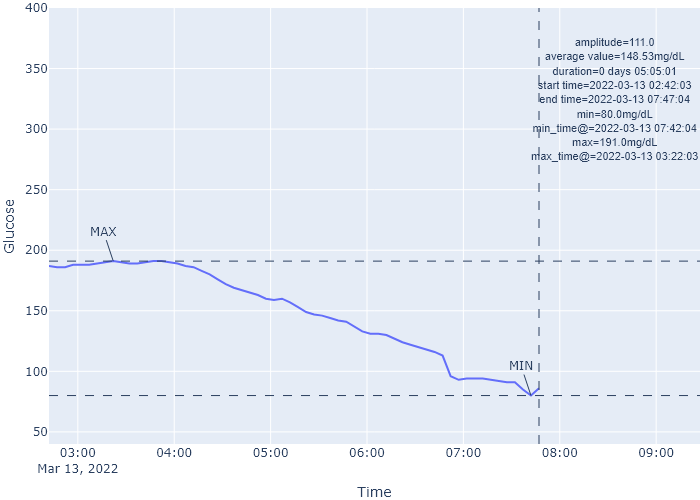 400
350
300
250
200
150
100
50
Glucose
amplitude=111.0
average value=148.53mg/dL
duration=0 days 05:05:01
start time=2022-03-13 02:42:03
end time=2022-03-13 07:47:04
min=80.0mg/dL
min_time@=2022-03-13 07:42:04
max=191.0mg/dL
max_time@=2022-03-13 03:22:03
MAX
MIN
03:00 04:00 05:00 06:00 07:00 08:00 09:00
Mar 13, 2022
Time